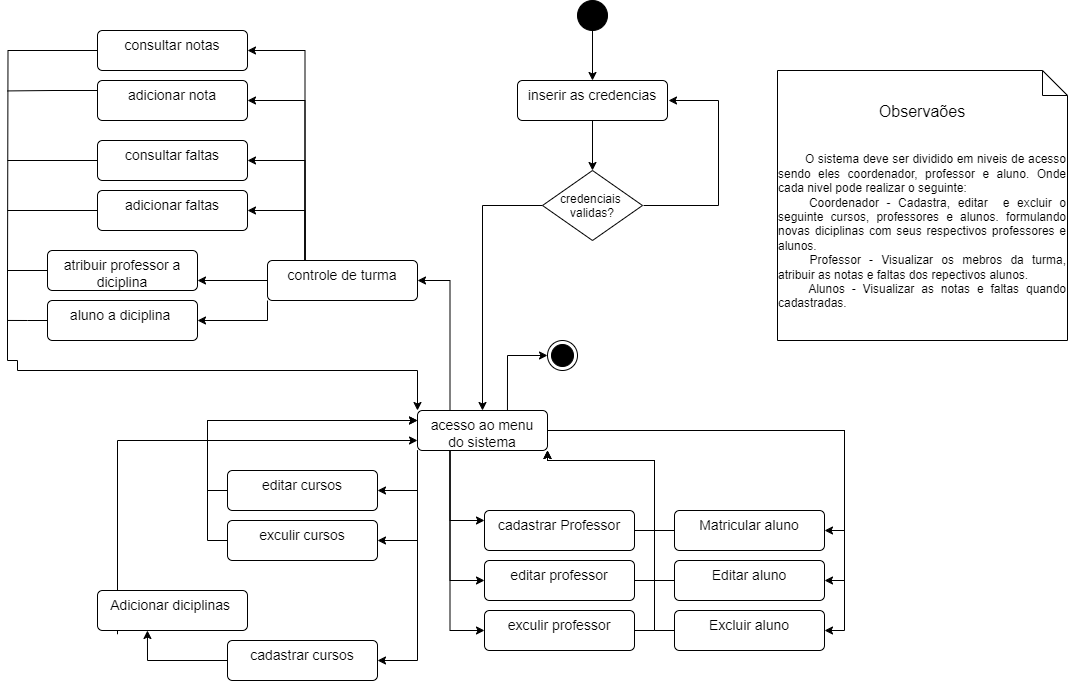 consultar notas
adicionar nota
consultar faltas
adicionar faltas
atribuir professor a
diciplina
aluno a diciplina
controle de turma
inserir as credencias
credenciais
validas?
Observaões
O sistema deve ser dividido em niveis de acesso
sendo eles coordenador, professor e aluno. Onde
cada nivel pode realizar o seguinte:
Coordenador - Cadastra, editar e excluir o
seguinte cursos, professores e alunos. formulando
novas diciplinas com seus respectivos professores e
alunos.
Professor - Visualizar os mebros da turma,
atribuir as notas e faltas dos repectivos alunos.
Alunos - Visualizar as notas e faltas quando
cadastradas.
acesso ao menu
do sistema
editar cursos
exculir cursos
Adicionar diciplinas
cadastrar cursos
cadastrar Professor
editar professor
exculir professor
Matricular aluno
Editar aluno
Excluir aluno